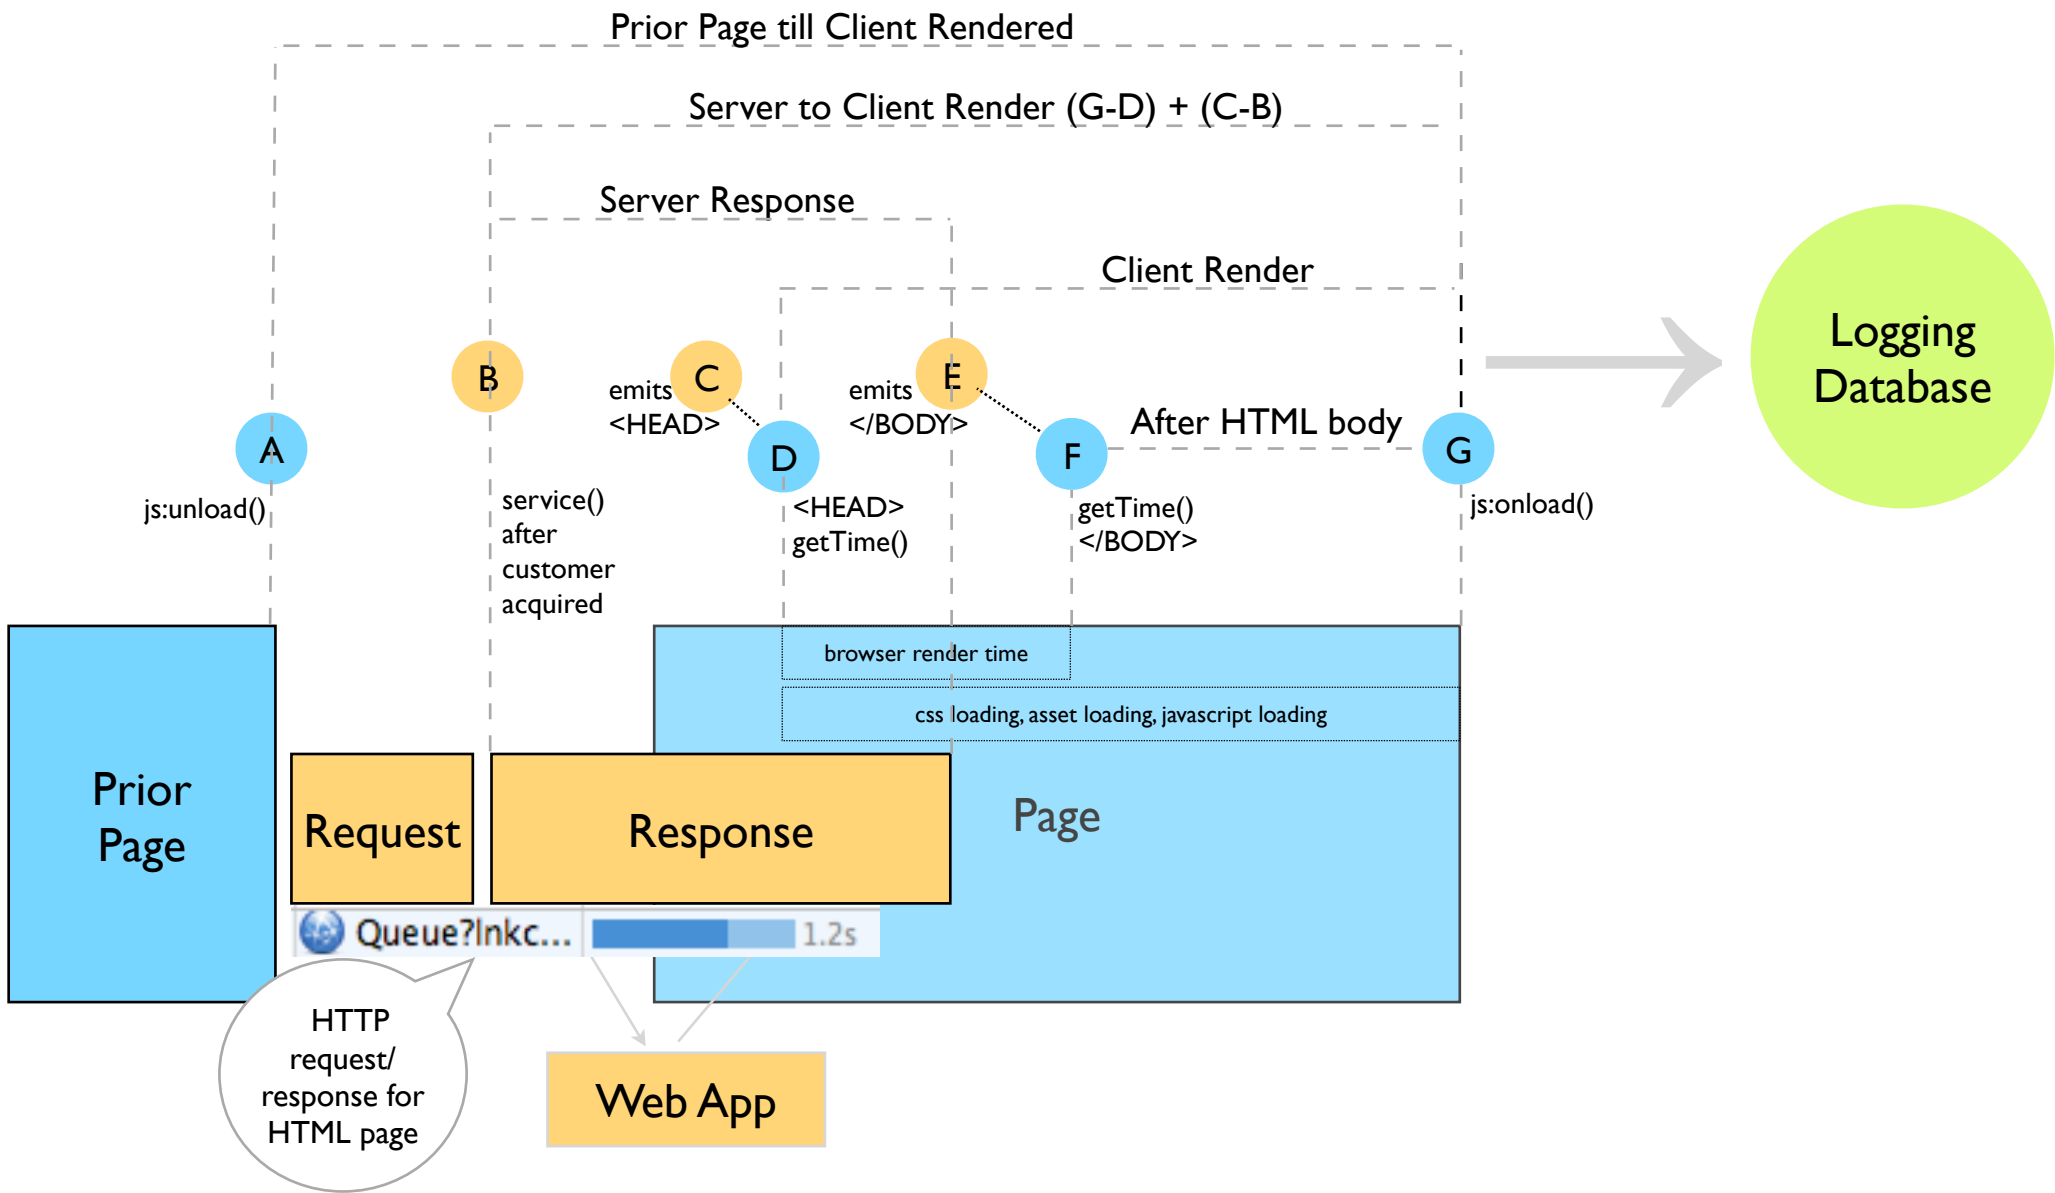 Prior Page till Client Rendered
Server to Client Render (G-D) + (C-B)
Server Response
Client Render
Logging
Database
B
emits
<HEAD>
C
emits
</BODY>
E
A
D
F
After HTML body
G
js:unload()
service()
after
customer
acquired
<HEAD>
getTime()
getTime()
</BODY>
js:onload()
browser render time
css loading, asset loading, javascript loading
Prior
Page
Request
Response
Page
Queue?lnkc...
1.2s
HTTP
request/
response for
HTML page
Web App